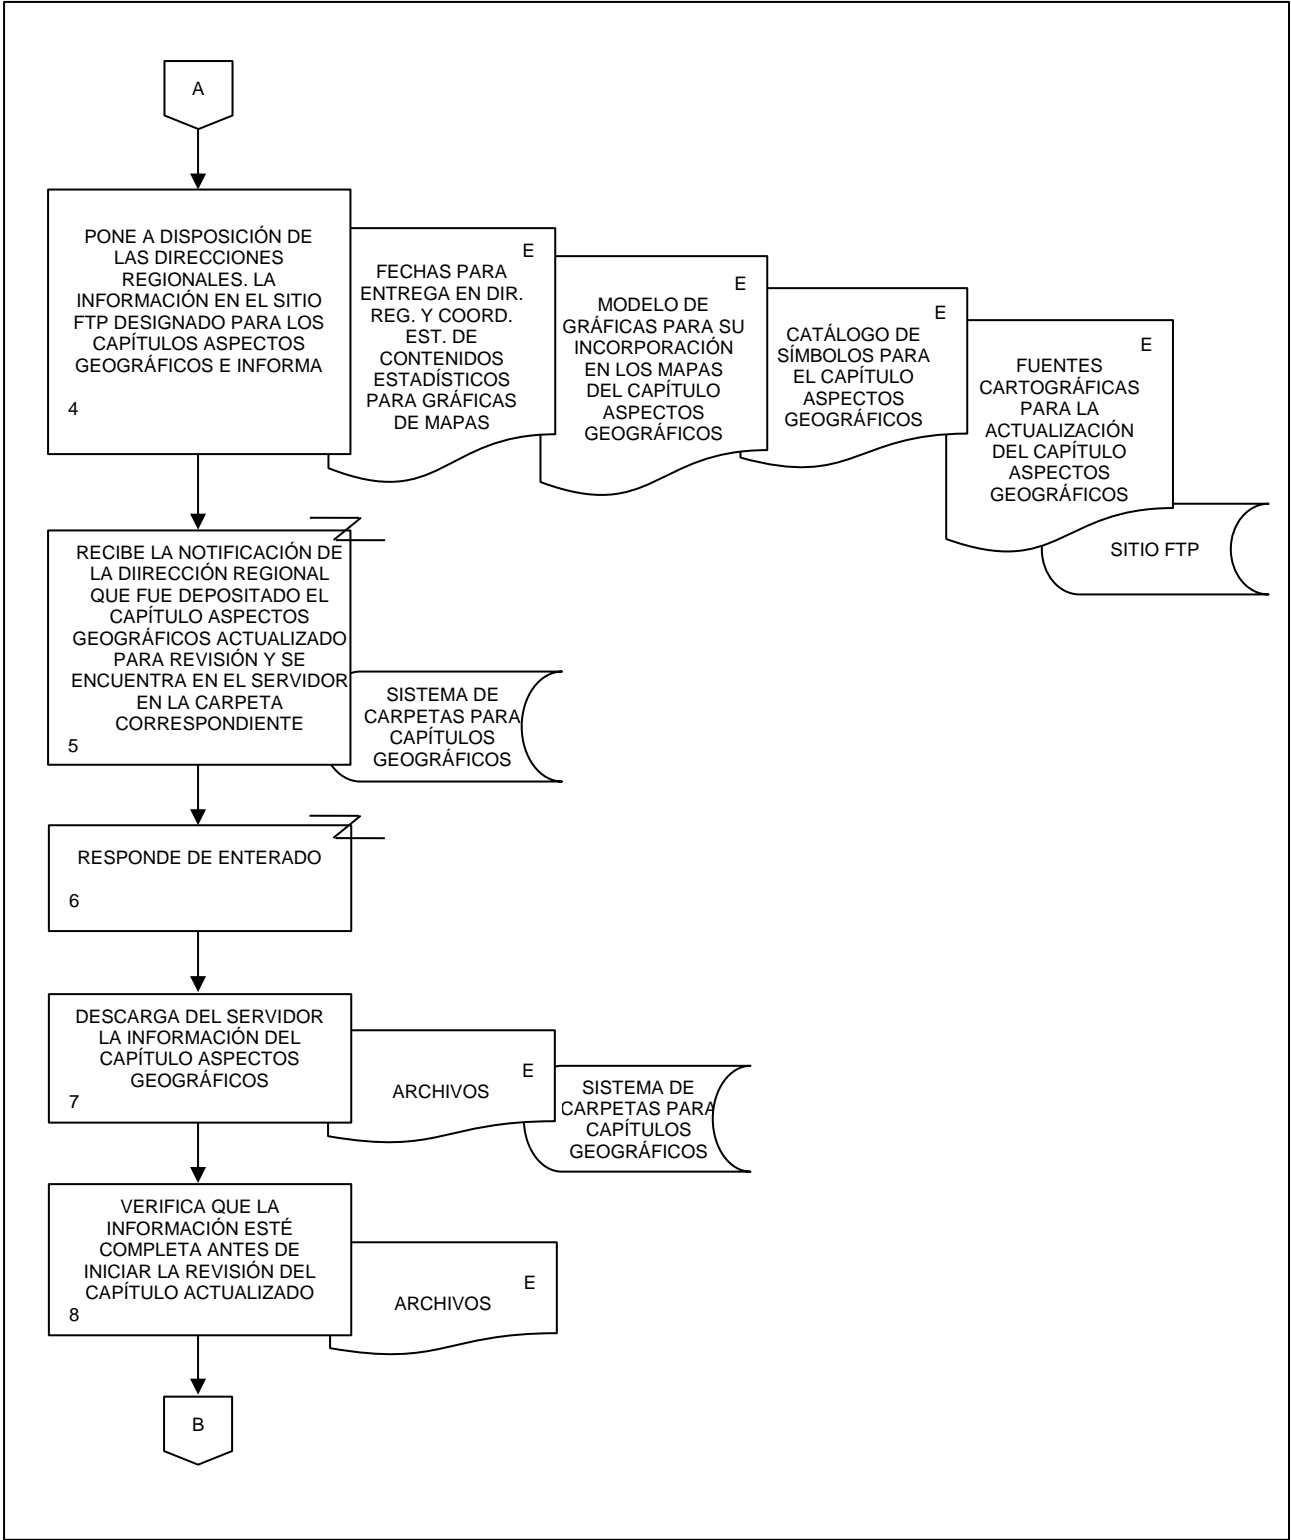 A
PONE A DISPOSICIÓN DE
LAS DIRECCIONES
REGIONALES. LA
INFORMACIÓN EN EL SITIO
FTP DESIGNADO PARA LOS
CAPÍTULOS ASPECTOS
GEOGRÁFICOS E INFORMA
4
E
FECHAS PARA
ENTREGA EN DIR.
REG. Y COORD.
EST. DE
CONTENIDOS
ESTADÍSTICOS
PARA GRÁFICAS
DE MAPAS
E
MODELO DE
GRÁFICAS PARA SU
INCORPORACIÓN
EN LOS MAPAS
DEL CAPÍTULO
ASPECTOS
GEOGRÁFICOS
E
CATÁLOGO DE
SÍMBOLOS PARA
EL CAPÍTULO
ASPECTOS
GEOGRÁFICOS
E
FUENTES
CARTOGRÁFICAS
PARA LA
ACTUALIZACIÓN
DEL CAPÍTULO
ASPECTOS
GEOGRÁFICOS
SITIO FTP
RECIBE LA NOTIFICACIÓN DE
LA DIIRECCIÓN REGIONAL
QUE FUE DEPOSITADO EL
CAPÍTULO ASPECTOS
GEOGRÁFICOS ACTUALIZADO
PARA REVISIÓN Y SE
ENCUENTRA EN EL SERVIDOR
EN LA CARPETA
CORRESPONDIENTE
5
SISTEMA DE
CARPETAS PARA
CAPÍTULOS
GEOGRÁFICOS
RESPONDE DE ENTERADO
6
DESCARGA DEL SERVIDOR
LA INFORMACIÓN DEL
CAPÍTULO ASPECTOS
GEOGRÁFICOS
7
E
ARCHIVOS
SISTEMA DE
CARPETAS PARA
CAPÍTULOS
GEOGRÁFICOS
VERIFICA QUE LA
INFORMACIÓN ESTÉ
COMPLETA ANTES DE
INICIAR LA REVISIÓN DEL
CAPÍTULO ACTUALIZADO
8
E
ARCHIVOS
B